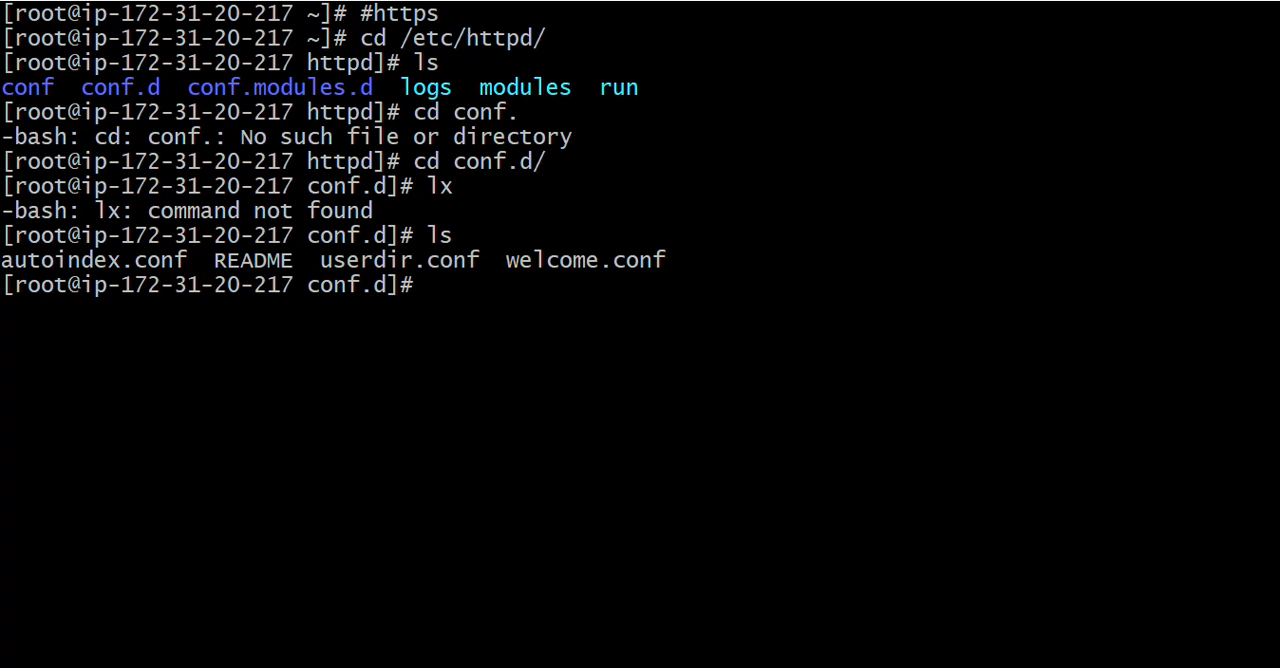 [root@ip-172-31-20-217 ~]# #https
[root@ip-172-31-20-217 ~]# cd /etc/httpd/
[root@ip-172-31-20-217 httpd]# ls
conf  conf.d  conf.modules.d  logs  modules  run
[root@ip-172-31-20-217 httpd]# cd conf.
-bash: cd: conf.: No such file or directory
[root@ip-172-31-20-217 httpd]# cd conf.d/
[root@ip-172-31-20-217 conf.d]# lx
-bash: lx: command not found
[root@ip-172-31-20-217 conf.d]# ls
autoindex.conf  README  userdir.conf  welcome.conf
[root@ip-172-31-20-217 conf.d]#